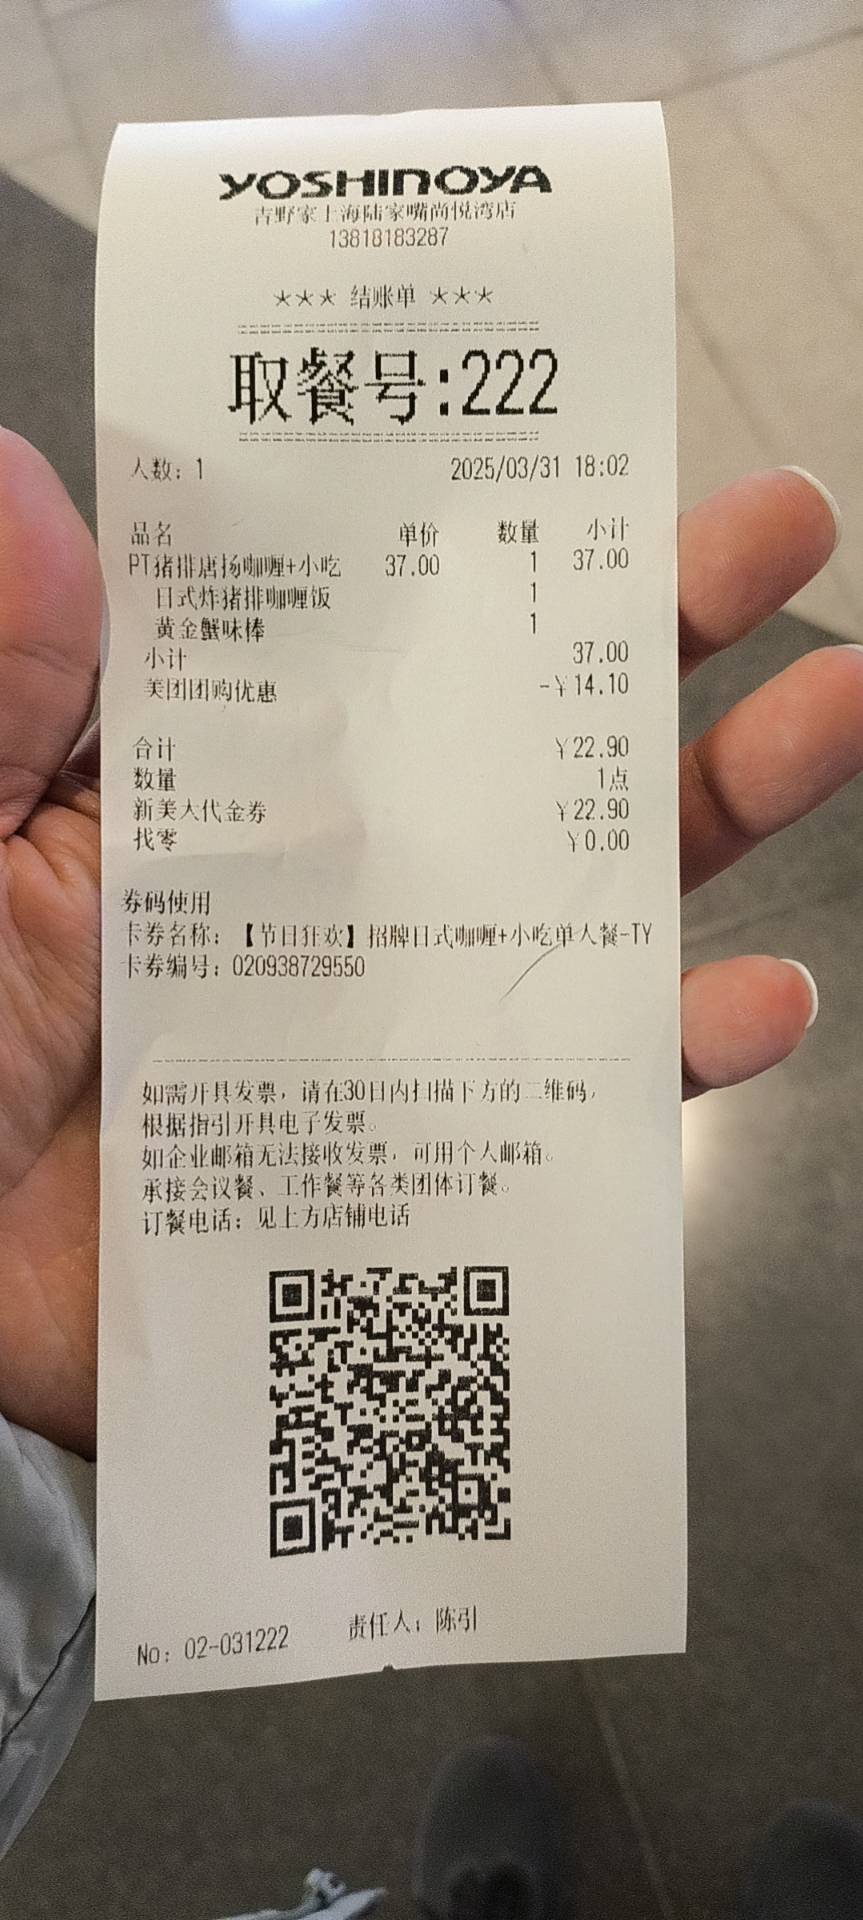 YOSHINOYA
吉野家上海陆家嘴尚悦湾店
13818183287
*** 结账单 ***
取餐号:222
人数：1 2025/03/31 18:02
品名 单价 数量 小计
PT猪排唐扬咖喱+小吃 37.00 1 37.00
日式炸猪排咖喱饭 1
黄金蟹味棒 1
小计 37.00
美团团购优惠 -￥14.10
合计 ￥22.90
数量 1点
新美大代金券 ￥22.90
找零 ￥0.00
券码使用
卡券名称：【节日狂欢】招牌日式咖喱+小吃单人餐-TY
卡券编号：020938729550
如需开具发票，请在30日内扫描下方的二维码，
根据指引开具电子发票。
如企业邮箱无法接收发票，可用个人邮箱。
承接会议餐、工作餐等各类团体订餐。
订餐电话：见上方店铺电话
No：02-031222 责任人：陈引